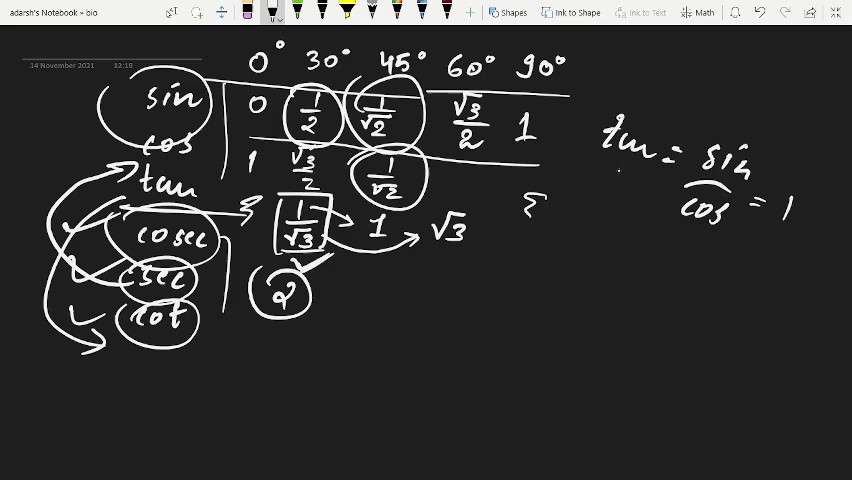 adarsh's Notebook » bio
Shapes Ink to Shape Ink to Text Math Share
14 November 2021 12:19
0° 30° 45° 60° 90°
sin 0 1/2 1/√2 √3/2 1
cos 1 √3/2 1/√2
tan 1/√3 1 √3
cosec 2
sec
cot
tan = sin/cos = 1